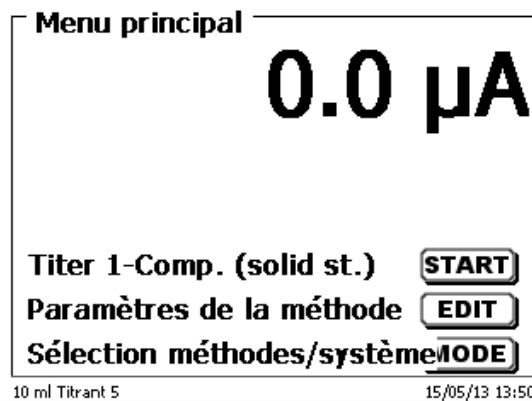 Menu principal
0.0 µA
Titer 1-Comp. (solid st.) START
Paramètres de la méthode EDIT
Sélection méthodes/système MODE
10 ml Titrant 5 15/05/13 13:50